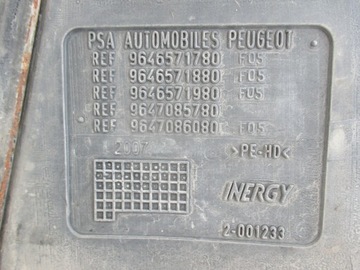 PSA AUTOMOBILES PEUGEOT
REF 9646571780 F05
REF 9646571880 F05
REF 9646571980 F05
REF 9647085780
REF 9647086080 F05
>PE-HD<
INERGY
2-001233